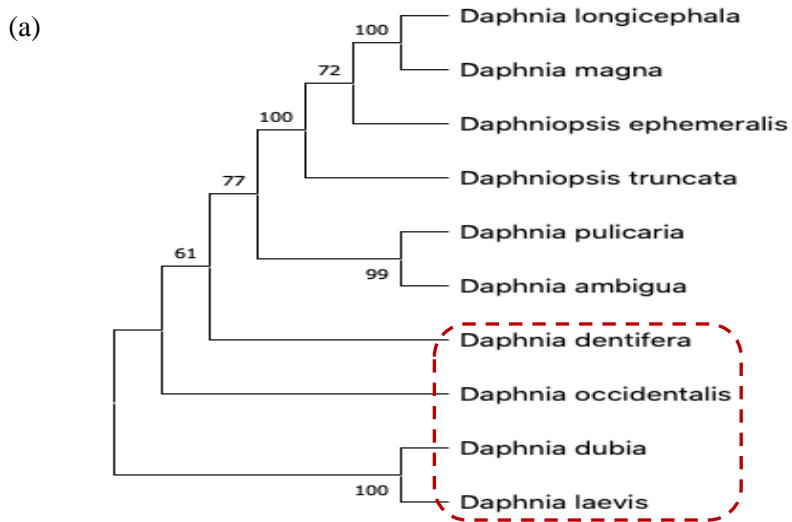 (a)
Daphnia longicephala
100
Daphnia magna
72
Daphniopsis ephemeralis
100
Daphniopsis truncata
77
Daphnia pulicaria
61
99
Daphnia ambigua
Daphnia dentifera
Daphnia occidentalis
Daphnia dubia
100
Daphnia laevis